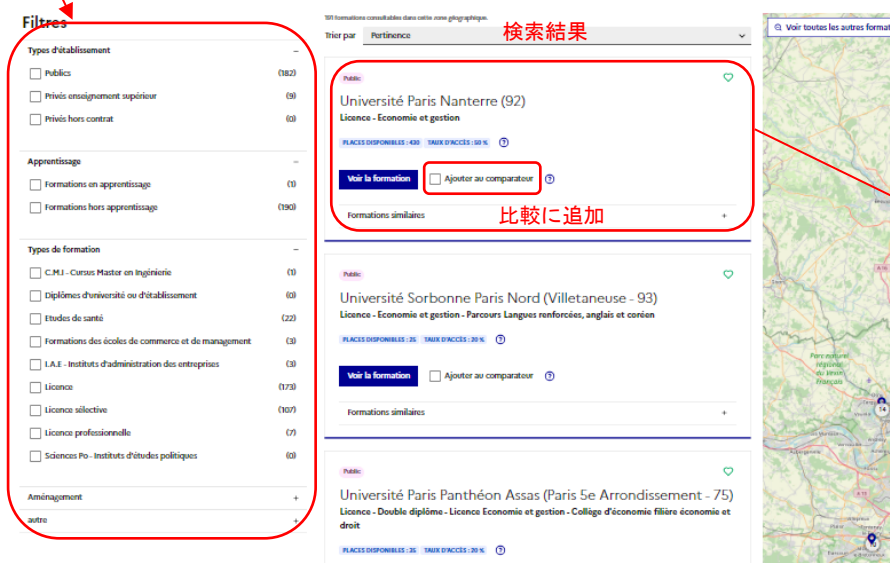 Filtres
Types d'établissement
Publics (182)
Privés enseignement supérieur (9)
Privés hors contrat (0)
Apprentissage
Formations en apprentissage (1)
Formations hors apprentissage (190)
Types de formation
C.M.I - Cursus Master en Ingénierie (1)
Diplômes d'université ou d'établissement (0)
Etudes de santé (22)
Formations des écoles de commerce et de management (3)
I.A.E - Instituts d'administration des entreprises (3)
Licence (173)
Licence sélective (107)
Licence professionnelle (7)
Sciences Po - Instituts d'études politiques (0)
Aménagement
autre
191 formations consultables dans cette zone géographique.
Trier par Pertinence
検索結果
Public
Université Paris Nanterre (92)
Licence - Economie et gestion
PLACES DISPONIBLES : 430 TAUX D'ACCÈS : 50 %
Voir la formation Ajouter au comparateur
比較に追加
Formations similaires
Public
Université Sorbonne Paris Nord (Villetaneuse - 93)
Licence - Economie et gestion - Parcours Langues renforcées, anglais et coréen
PLACES DISPONIBLES : 25 TAUX D'ACCÈS : 20 %
Voir la formation Ajouter au comparateur
Formations similaires
Public
Université Paris Panthéon Assas (Paris 5e Arrondissement - 75)
Licence - Double diplôme - Licence Economie et gestion - Collège d'économie filière économie et
droit
PLACES DISPONIBLES : 35 TAUX D'ACCÈS : 20 %
Voir toutes les autres format
Parc naturel
régional
du Vexin
français
14